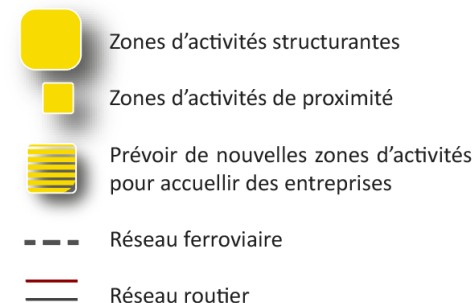 Zones d'activités structurantes
Zones d'activités de proximité
Prévoir de nouvelles zones d'activités
pour accuellir des entreprises
Réseau ferroviaire
Réseau routier